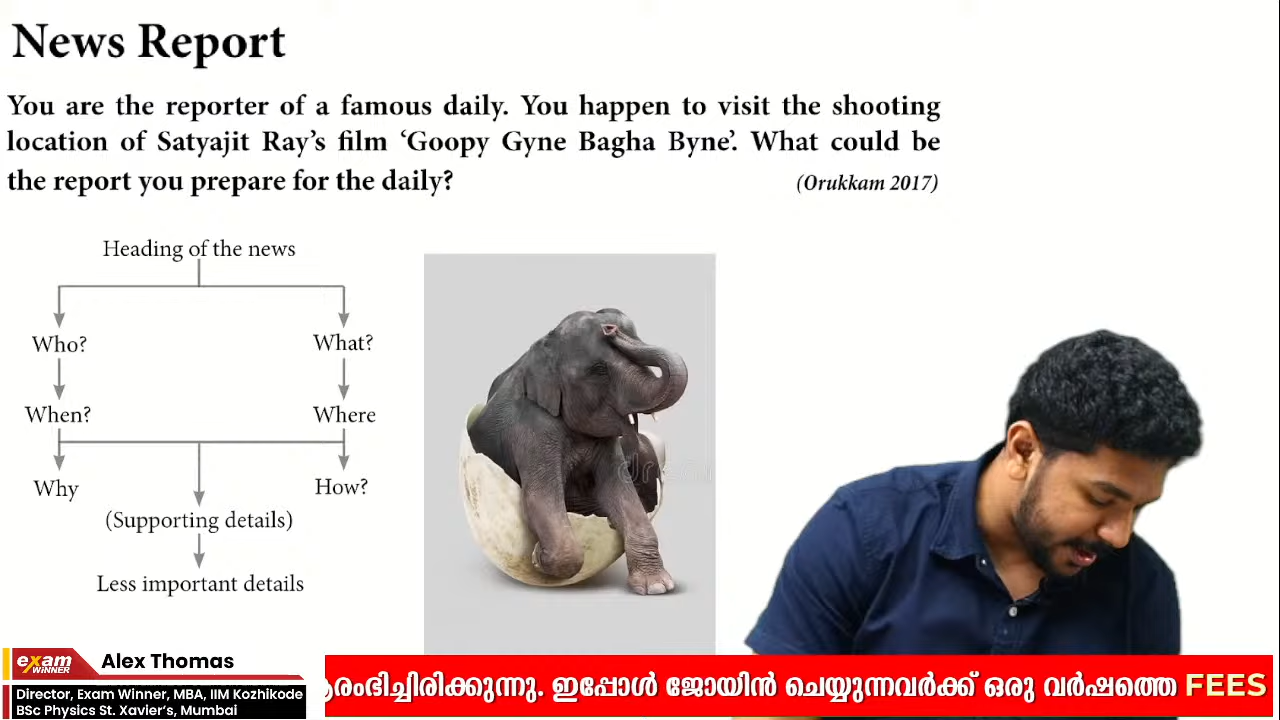 News Report
You are the reporter of a famous daily. You happen to visit the shooting
location of Satyajit Ray’s film ‘Goopy Gyne Bagha Byne’. What could be
the report you prepare for the daily?
(Orukkam 2017)
Heading of the news
Who?
What?
When?
Where
Why
How?
(Supporting details)
Less important details
exam
WINNER
Alex Thomas
Director, Exam Winner, MBA, IIM Kozhikode
BSc Physics St. Xavier’s, Mumbai
ഇപ്പോൾ ജോയിൻ ചെയ്യുന്നവർക്ക് ഒരു വർഷത്തെ FEES